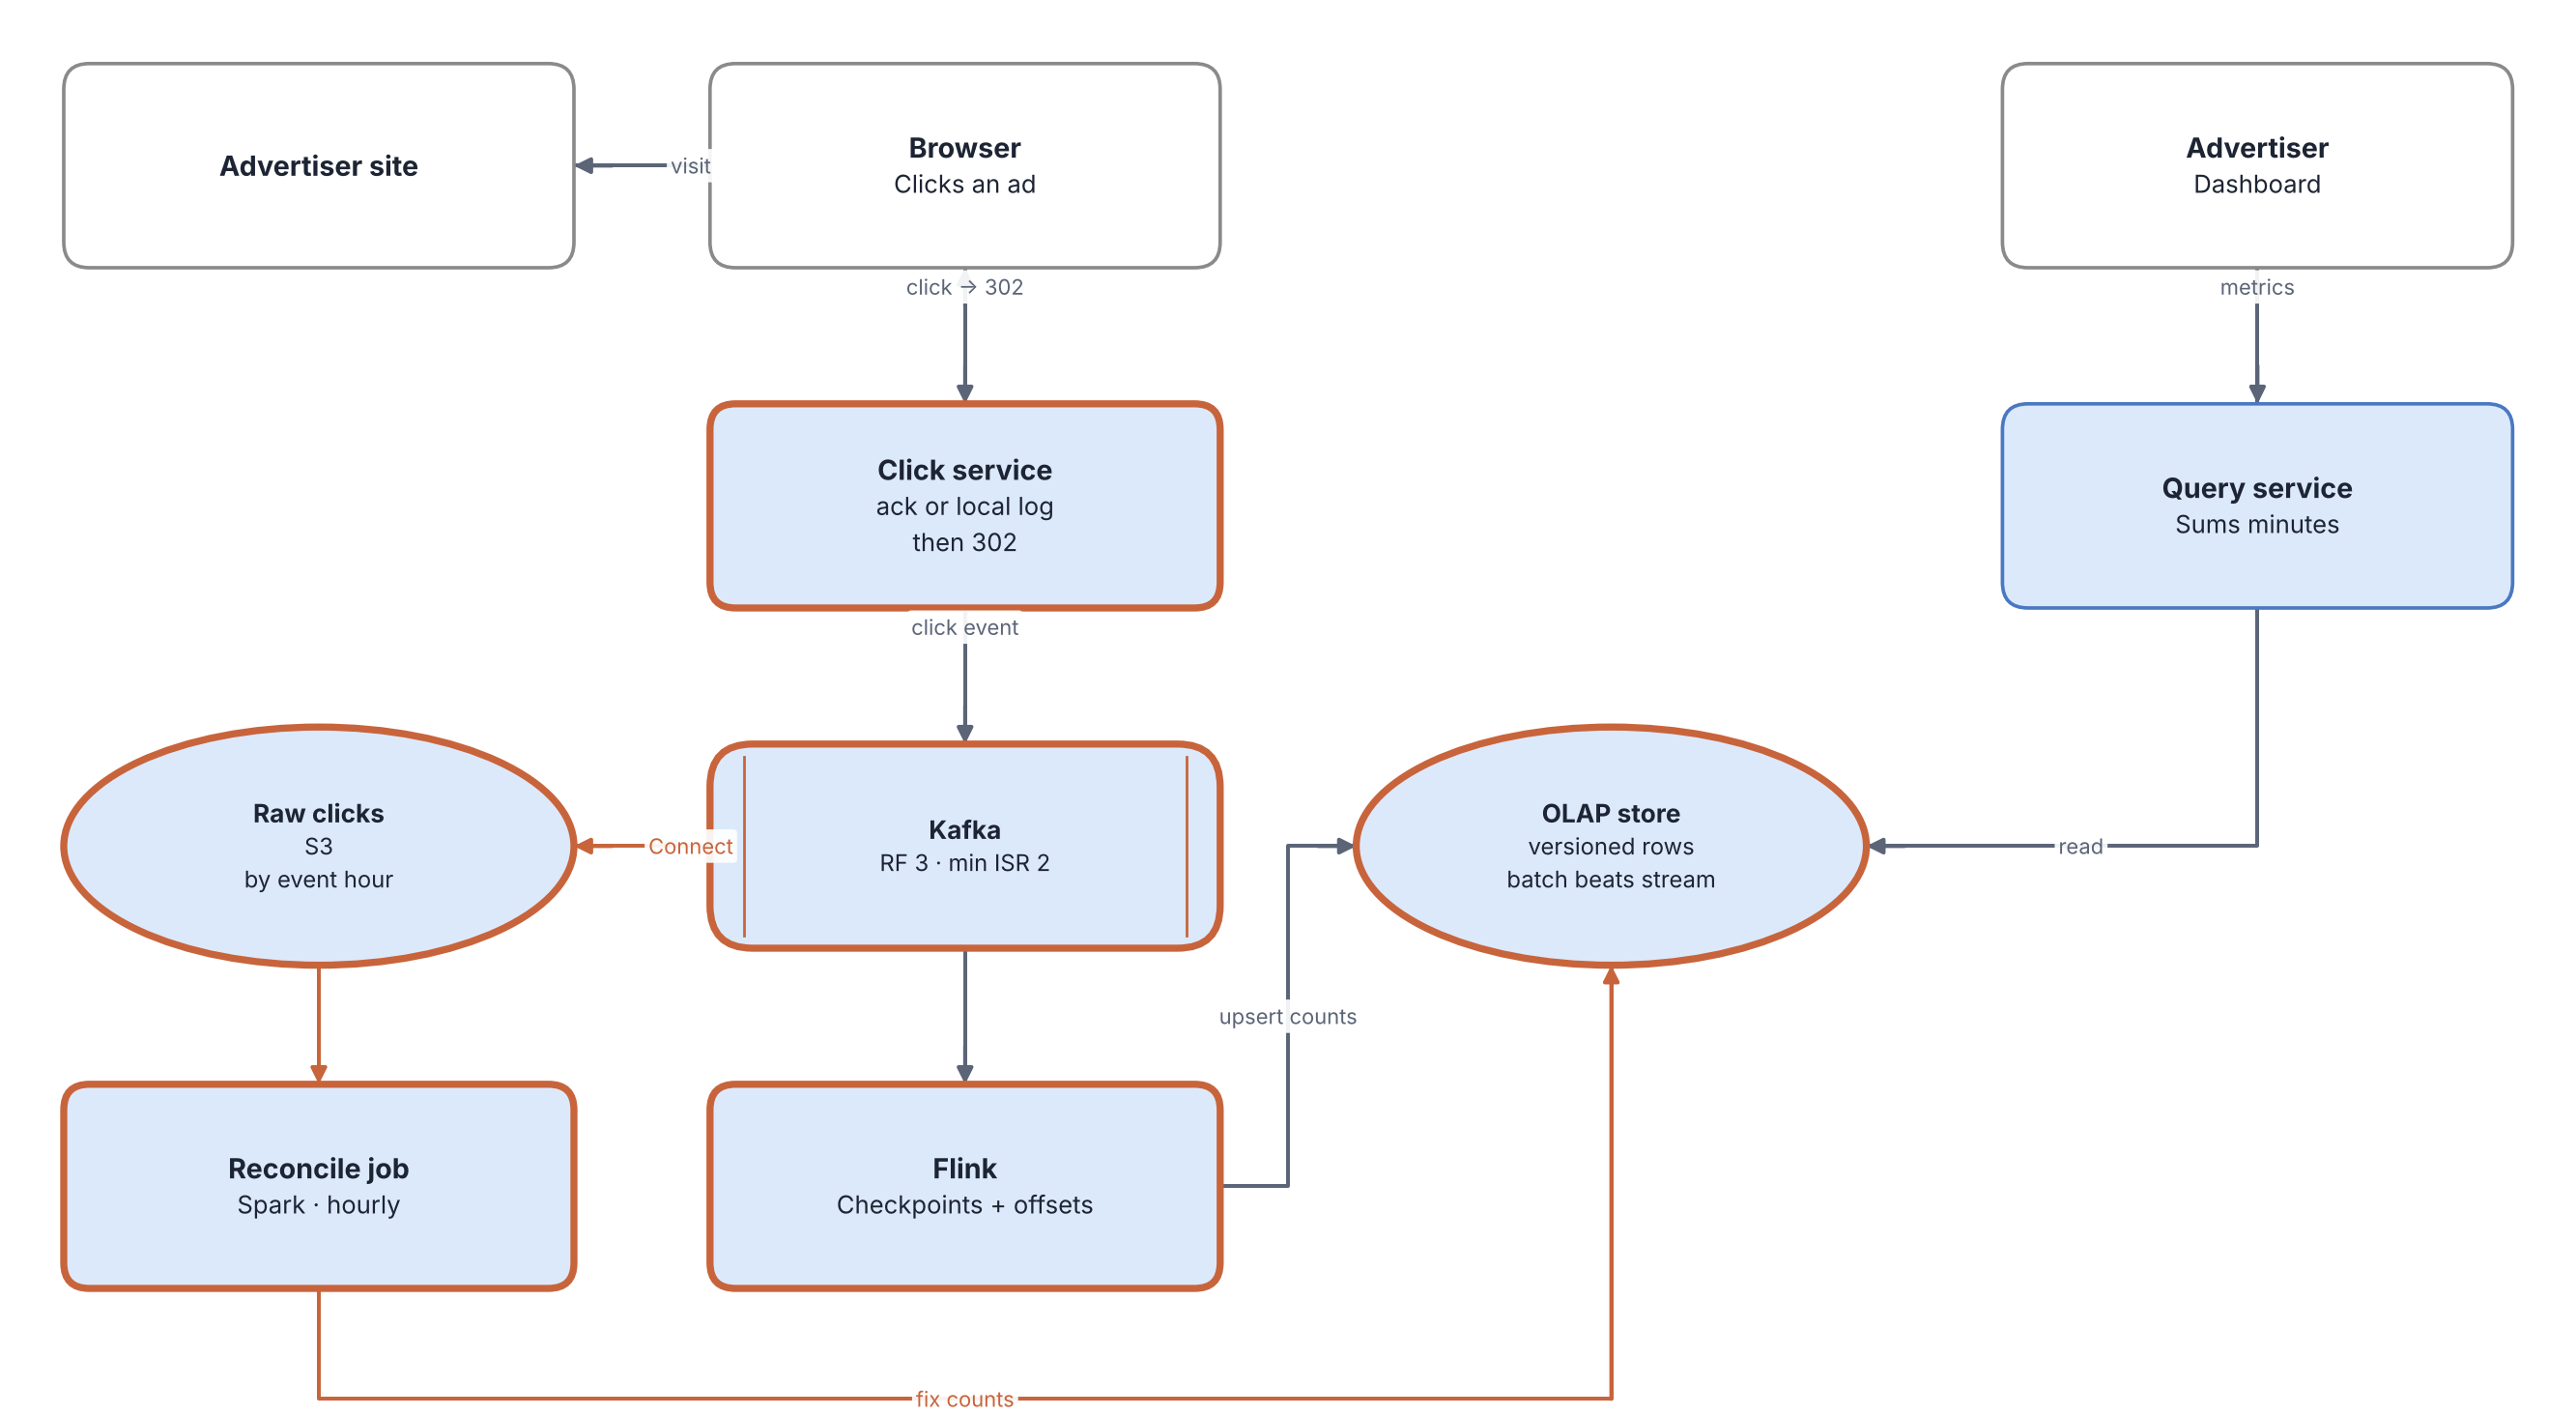 Advertiser site
visit
Browser
Clicks an ad
Advertiser
Dashboard
click → 302
metrics
Click service
ack or local log
then 302
Query service
Sums minutes
click event
Raw clicks
S3
by event hour
Connect
Kafka
RF 3 · min ISR 2
OLAP store
versioned rows
batch beats stream
read
upsert counts
Reconcile job
Spark · hourly
Flink
Checkpoints + offsets
fix counts